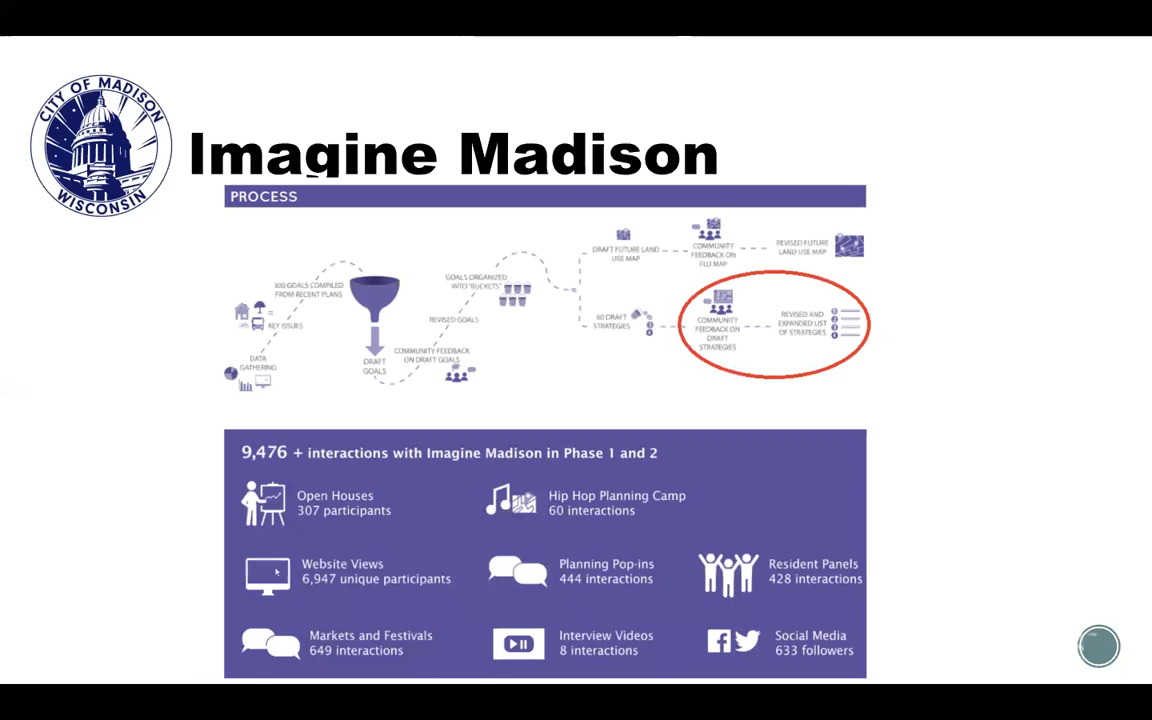 CITY OF MADISON
WISCONSIN
Imagine Madison
PROCESS
DATA
GATHERING
KEY ISSUES
GOALS COMPILED
FROM RECENT PLANS
DRAFT
GOALS
COMMUNITY FEEDBACK
ON DRAFT GOALS
REVISED GOALS
GOALS ORGANIZED
INTO "BUCKETS"
DRAFT FUTURE LAND
USE MAP
COMMUNITY
FEEDBACK ON
FLU MAP
REVISED FUTURE
LAND USE MAP
60 DRAFT
STRATEGIES
COMMUNITY
FEEDBACK ON
DRAFT
STRATEGIES
REVISED AND
EXPANDED LIST
OF STRATEGIES
9,476 + interactions with Imagine Madison in Phase 1 and 2
Open Houses
307 participants
Hip Hop Planning Camp
60 interactions
Website Views
6,947 unique participants
Planning Pop-ins
444 interactions
Resident Panels
428 interactions
Markets and Festivals
649 interactions
Interview Videos
8 interactions
Social Media
633 followers